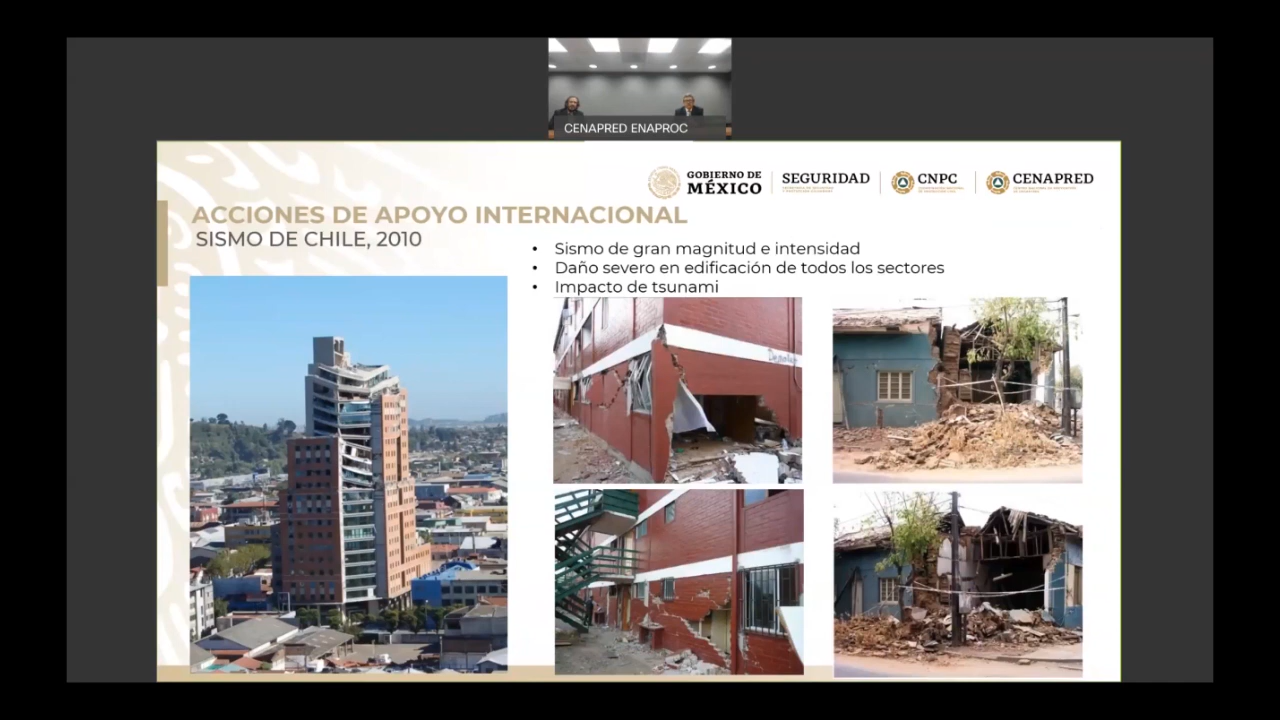 CENAPRED ENAPROC
GOBIERNO DE
MÉXICO
SEGURIDAD
CNPC
CENAPRED
ACCIONES DE APOYO INTERNACIONAL
SISMO DE CHILE, 2010
• Sismo de gran magnitud e intensidad
• Daño severo en edificación de todos los sectores
• Impacto de tsunami